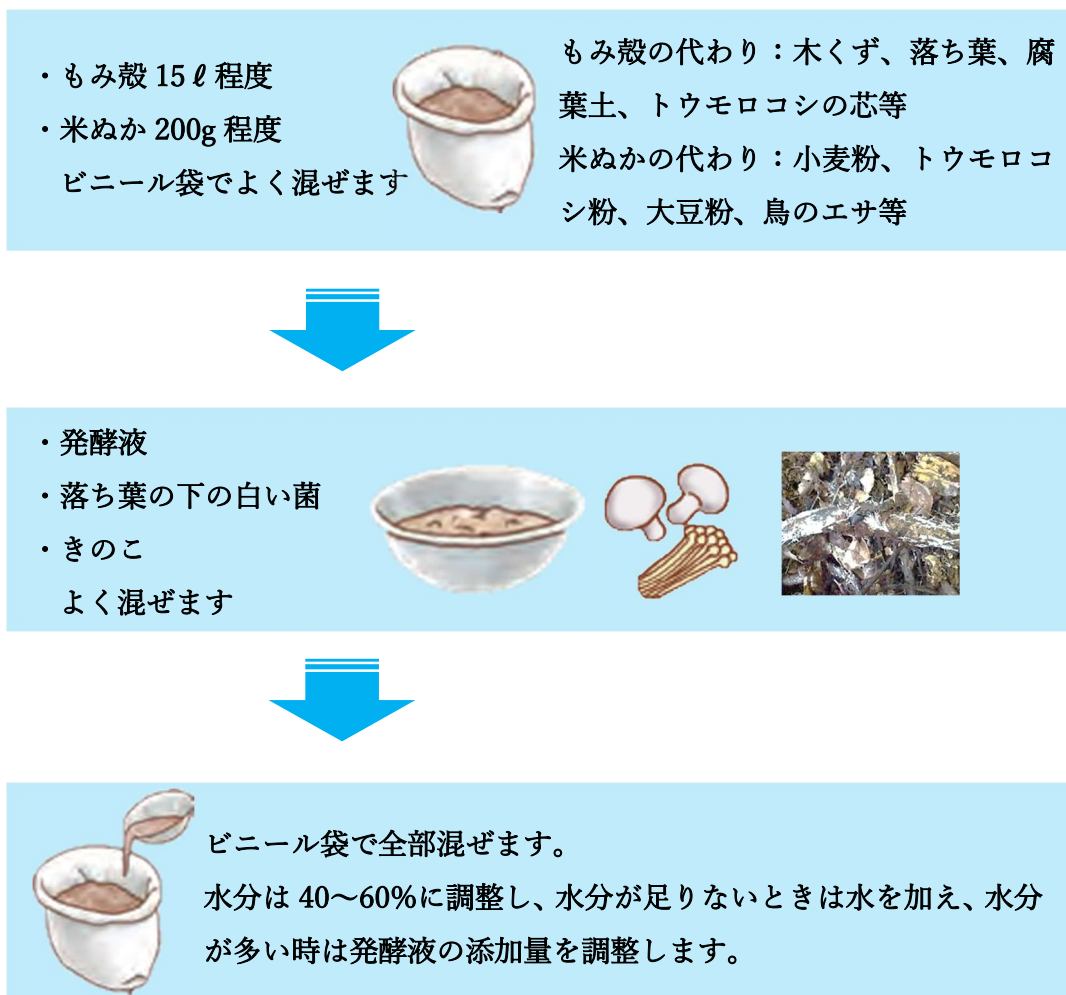 ・もみ殻 15ℓ程度
・米ぬか 200g 程度
ビニール袋でよく混ぜます
もみ殻の代わり：木くず、落ち葉、腐
葉土、トウモロコシの芯等
米ぬかの代わり：小麦粉、トウモロコ
シ粉、大豆粉、鳥のエサ等
・発酵液
・落ち葉の下の白い菌
・きのこ
よく混ぜます
ビニール袋で全部混ぜます。
水分は 40～60%に調整し、水分が足りないときは水を加え、水分
が多い時は発酵液の添加量を調整します。